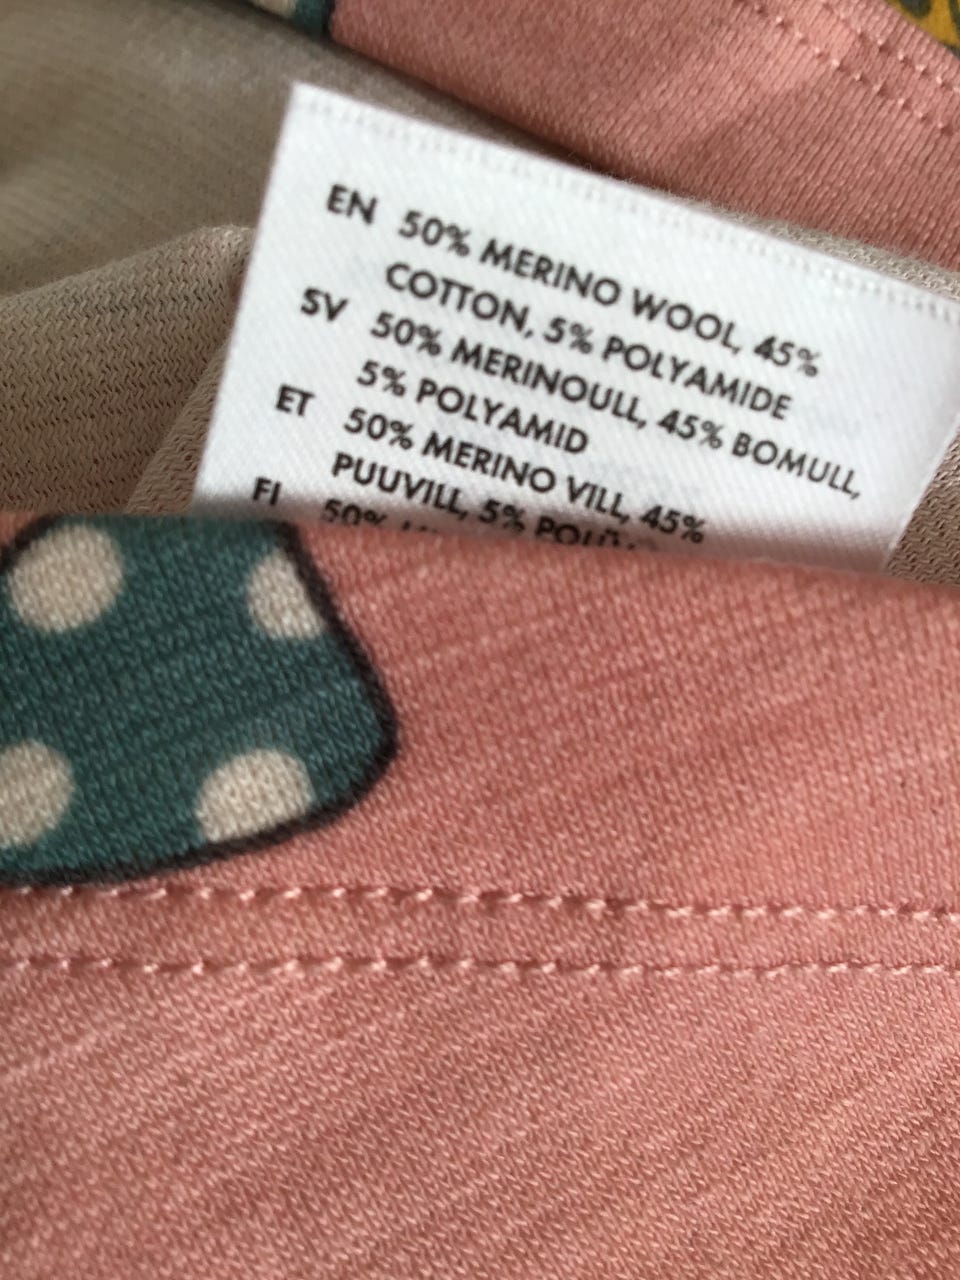 EN 50% MERINO WOOL, 45%
COTTON, 5% POLYAMIDE
SV 50% MERINOULL, 45% BOMULL,
5% POLYAMID
ET 50% MERINO VILL, 45%
PUUVILL, 5%
FI 50%